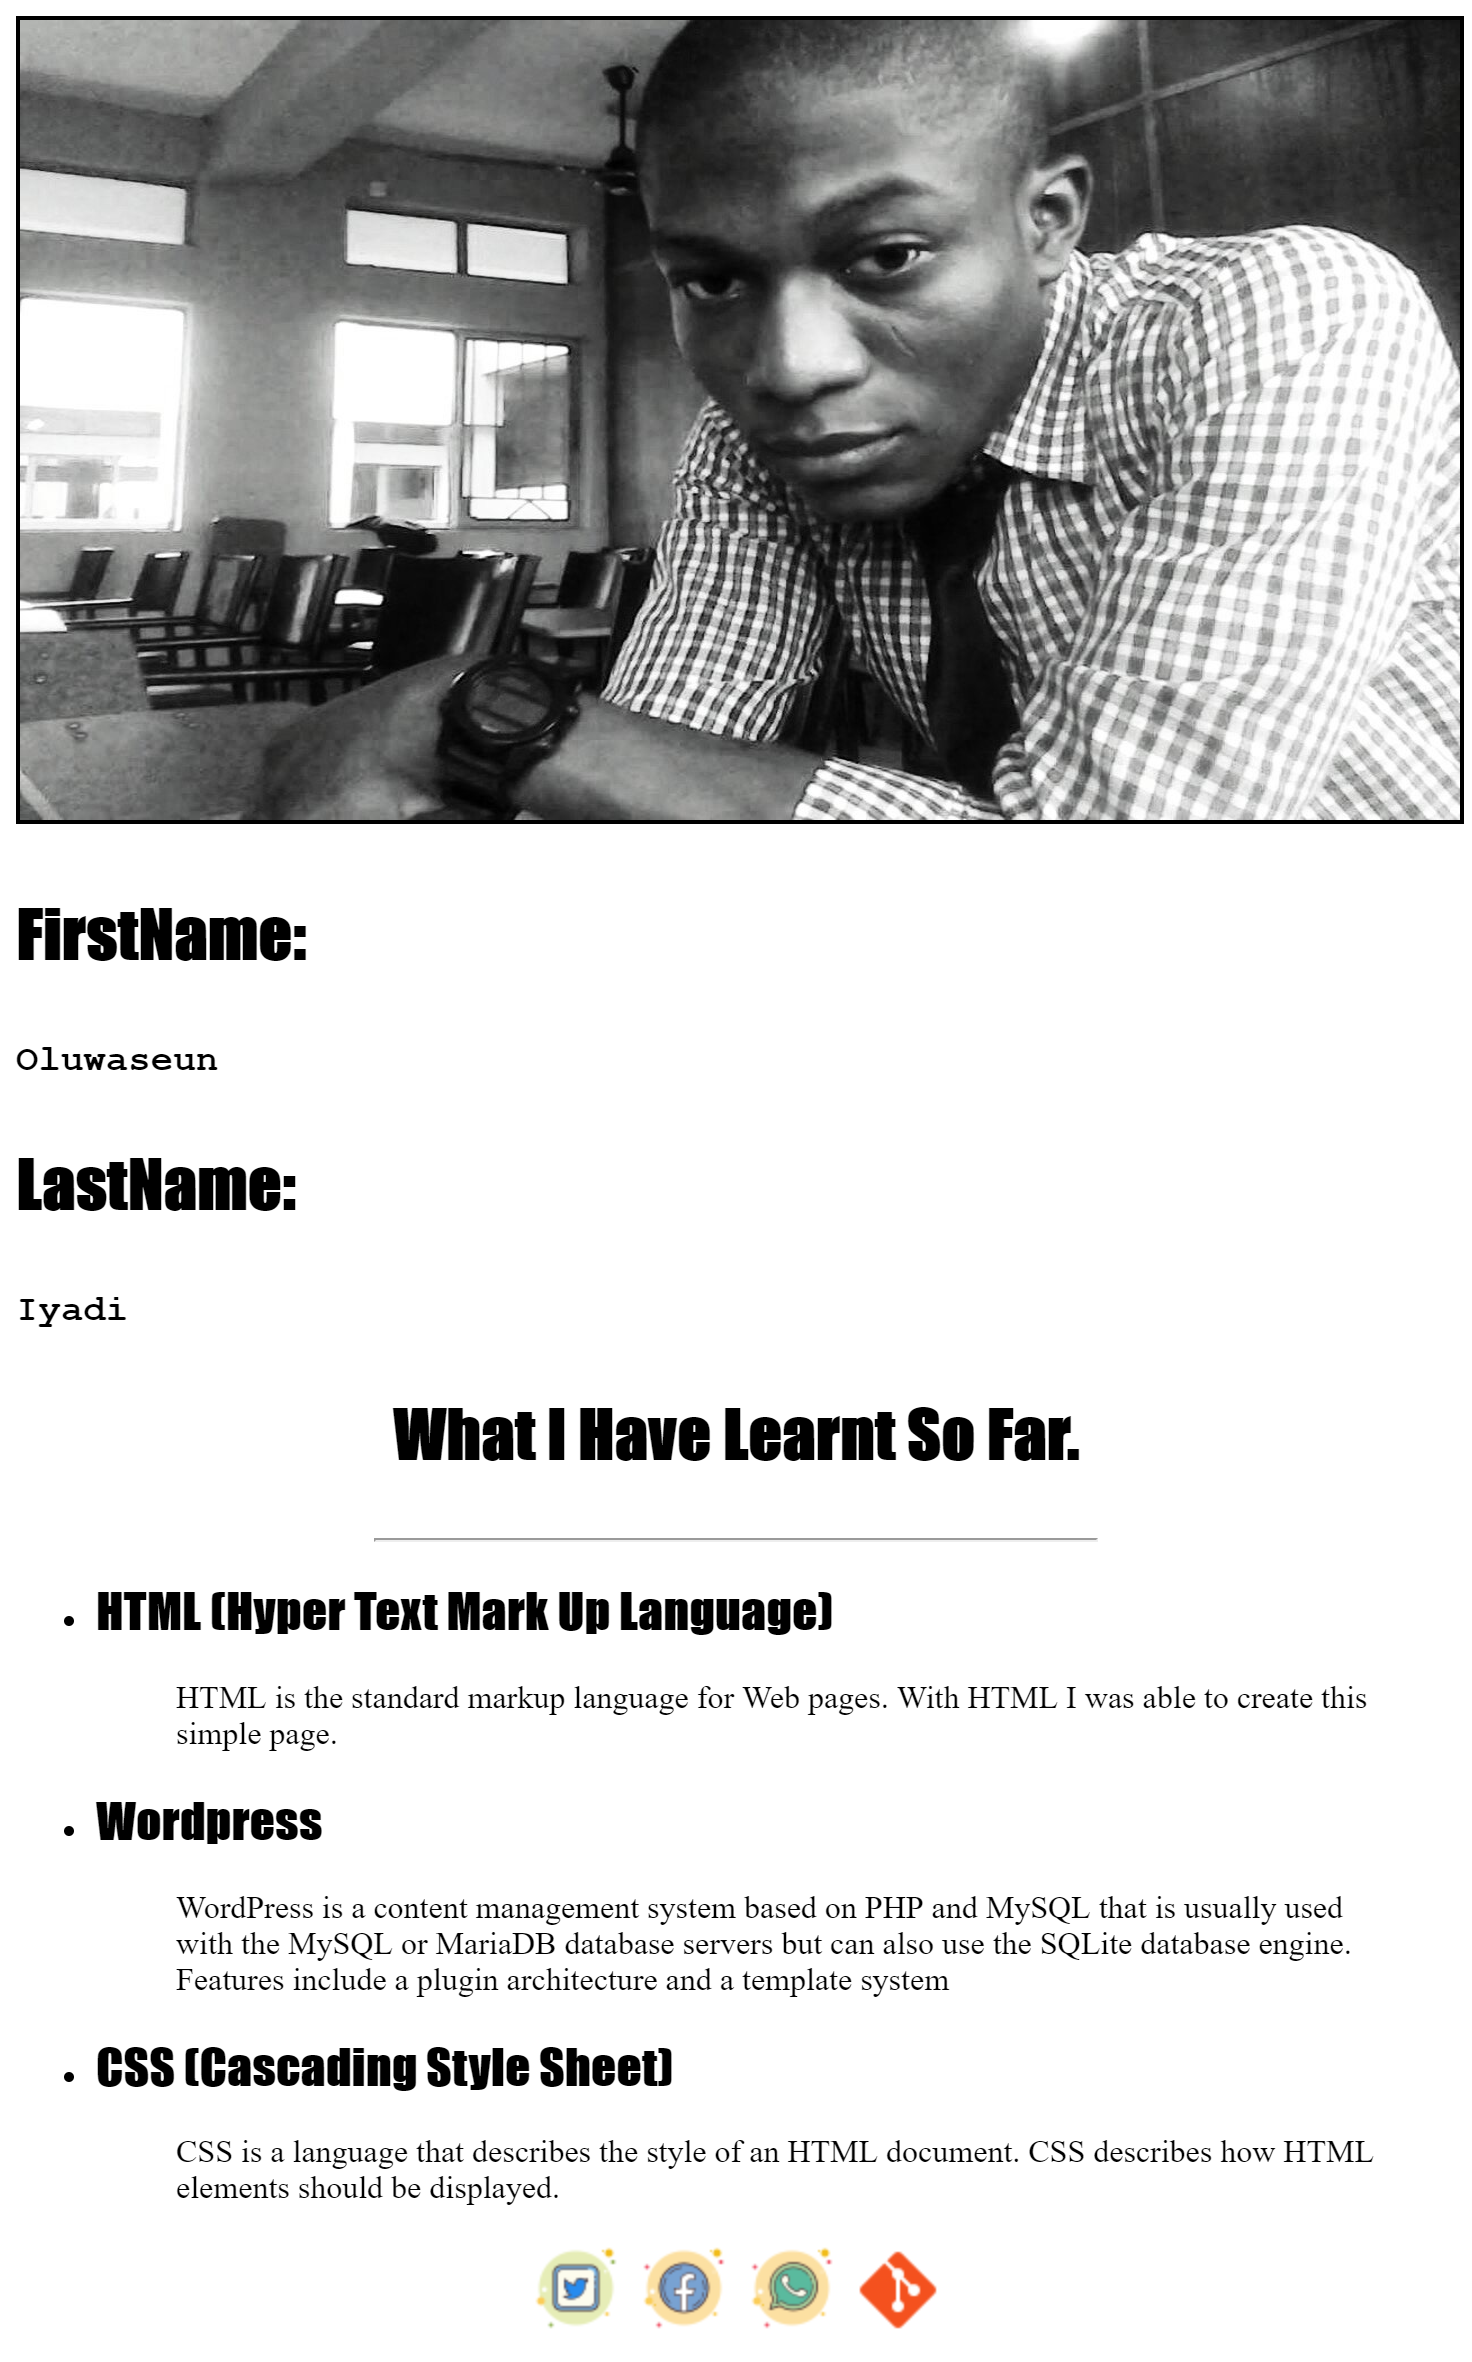 FirstName:
Oluwaseun
LastName:
Iyadi
What I Have Learnt So Far.
HTML (Hyper Text Mark Up Language)
HTML is the standard markup language for Web pages. With HTML I was able to create this
simple page.
Wordpress
WordPress is a content management system based on PHP and MySQL that is usually used
with the MySQL or MariaDB database servers but can also use the SQLite database engine.
Features include a plugin architecture and a template system
CSS (Cascading Style Sheet)
CSS is a language that describes the style of an HTML document. CSS describes how HTML
elements should be displayed.